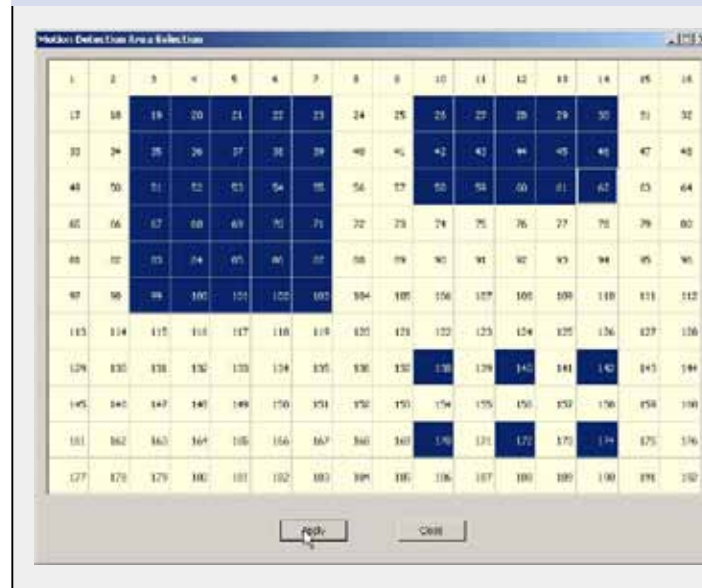 Motion Detection Area Selection
1 2 3 4 5 6 7 8 9 10 11 12 13 14 15 16
17 18 19 20 21 22 23 24 25 26 27 28 29 30 31 32
33 34 35 36 37 38 39 40 41 42 43 44 45 46 47 48
49 50 51 52 53 54 55 56 57 58 59 60 61 62 63 64
65 66 67 68 69 70 71 72 73 74 75 76 77 78 79 80
81 82 83 84 85 86 87 88 89 90 91 92 93 94 95 96
97 98 99 100 101 102 103 104 105 106 107 108 109 110 111 112
113 114 115 116 117 118 119 120 121 122 123 124 125 126 127 128
129 130 131 132 133 134 135 136 137 138 139 140 141 142 143 144
145 146 147 148 149 150 151 152 153 154 155 156 157 158 159 160
161 162 163 164 165 166 167 168 169 170 171 172 173 174 175 176
177 178 179 180 181 182 183 184 185 186 187 188 189 190 191 192
Apply Close